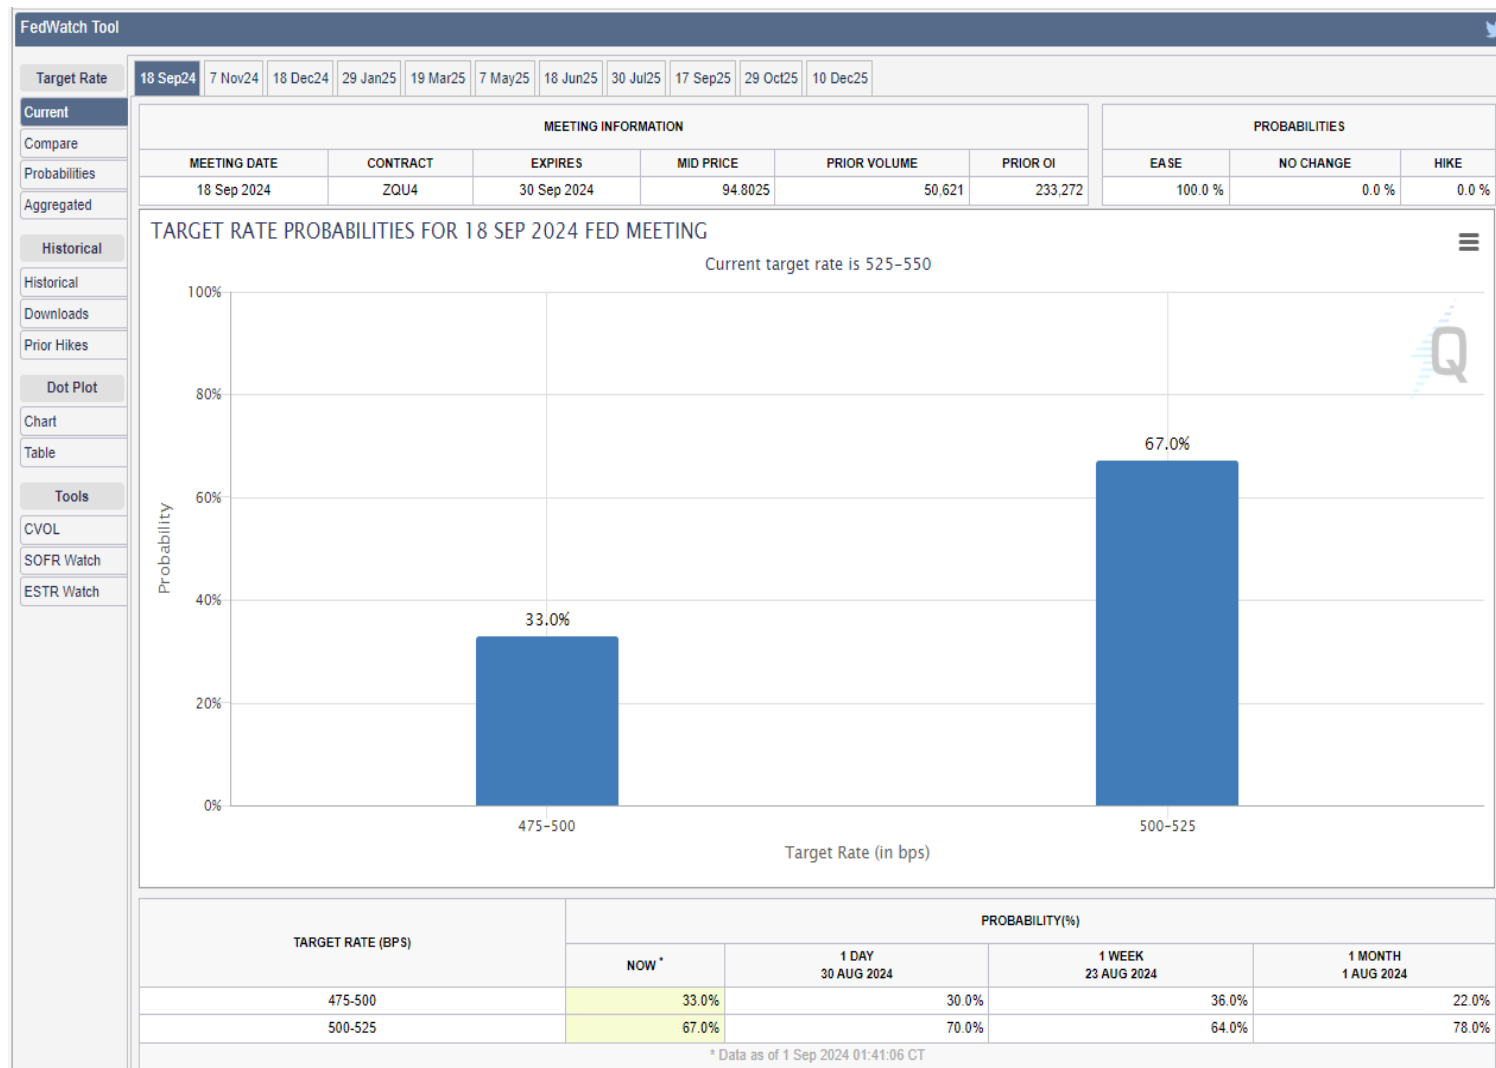 FedWatch Tool
Target Rate
Current
Compare
Probabilities
Aggregated
Historical
Historical
Downloads
Prior Hikes
Dot Plot
Chart
Table
Tools
CVOL
SOFR Watch
ESTR Watch
18 Sep24 7 Nov24 18 Dec24 29 Jan25 19 Mar25 7 May25 18 Jun25 30 Jul25 17 Sep25 29 Oct25 10 Dec25
MEETING INFORMATION
MEETING DATE CONTRACT EXPIRES MID PRICE PRIOR VOLUME PRIOR OI
18 Sep 2024 ZQU4 30 Sep 2024 94.8025 50,621 233,272
PROBABILITIES
EASE NO CHANGE HIKE
100.0 % 0.0 % 0.0 %
TARGET RATE PROBABILITIES FOR 18 SEP 2024 FED MEETING
Current target rate is 525-550
Probability
100%
80%
60%
40%
20%
0%
33.0%
67.0%
Q
475-500 500-525
Target Rate (in bps)
TARGET RATE (BPS) PROBABILITY(%)
NOW * 1 DAY 1 WEEK 1 MONTH
30 AUG 2024 23 AUG 2024 1 AUG 2024
475-500 33.0% 30.0% 36.0% 22.0%
500-525 67.0% 70.0% 64.0% 78.0%
* Data as of 1 Sep 2024 01:41:06 CT